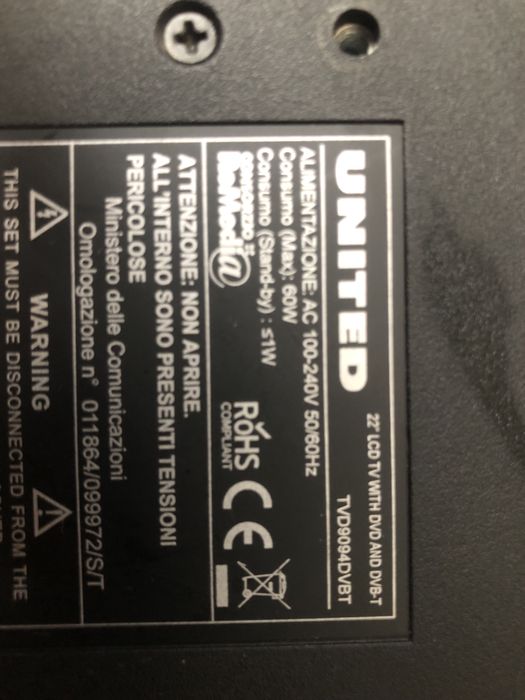 UNITED
22" LCD TV WITH DVD AND DVB-T
TVD9094DVBT
ALIMENTAZIONE: AC 100-240V 50/60Hz
Consumo (Max): 60W
Consumo (Stand-by) : ≤1W
CONSORZIO
EcoMedi@
RoHS
COMPLIANT
CE
ATTENZIONE: NON APRIRE.
ALL'INTERNO SONO PRESENTI TENSIONI
PERICOLOSE
Ministero delle Comunicazioni
Omologazione n° 011864/099972/S/T
WARNING
THIS SET MUST BE DISCONNECTED FROM THE